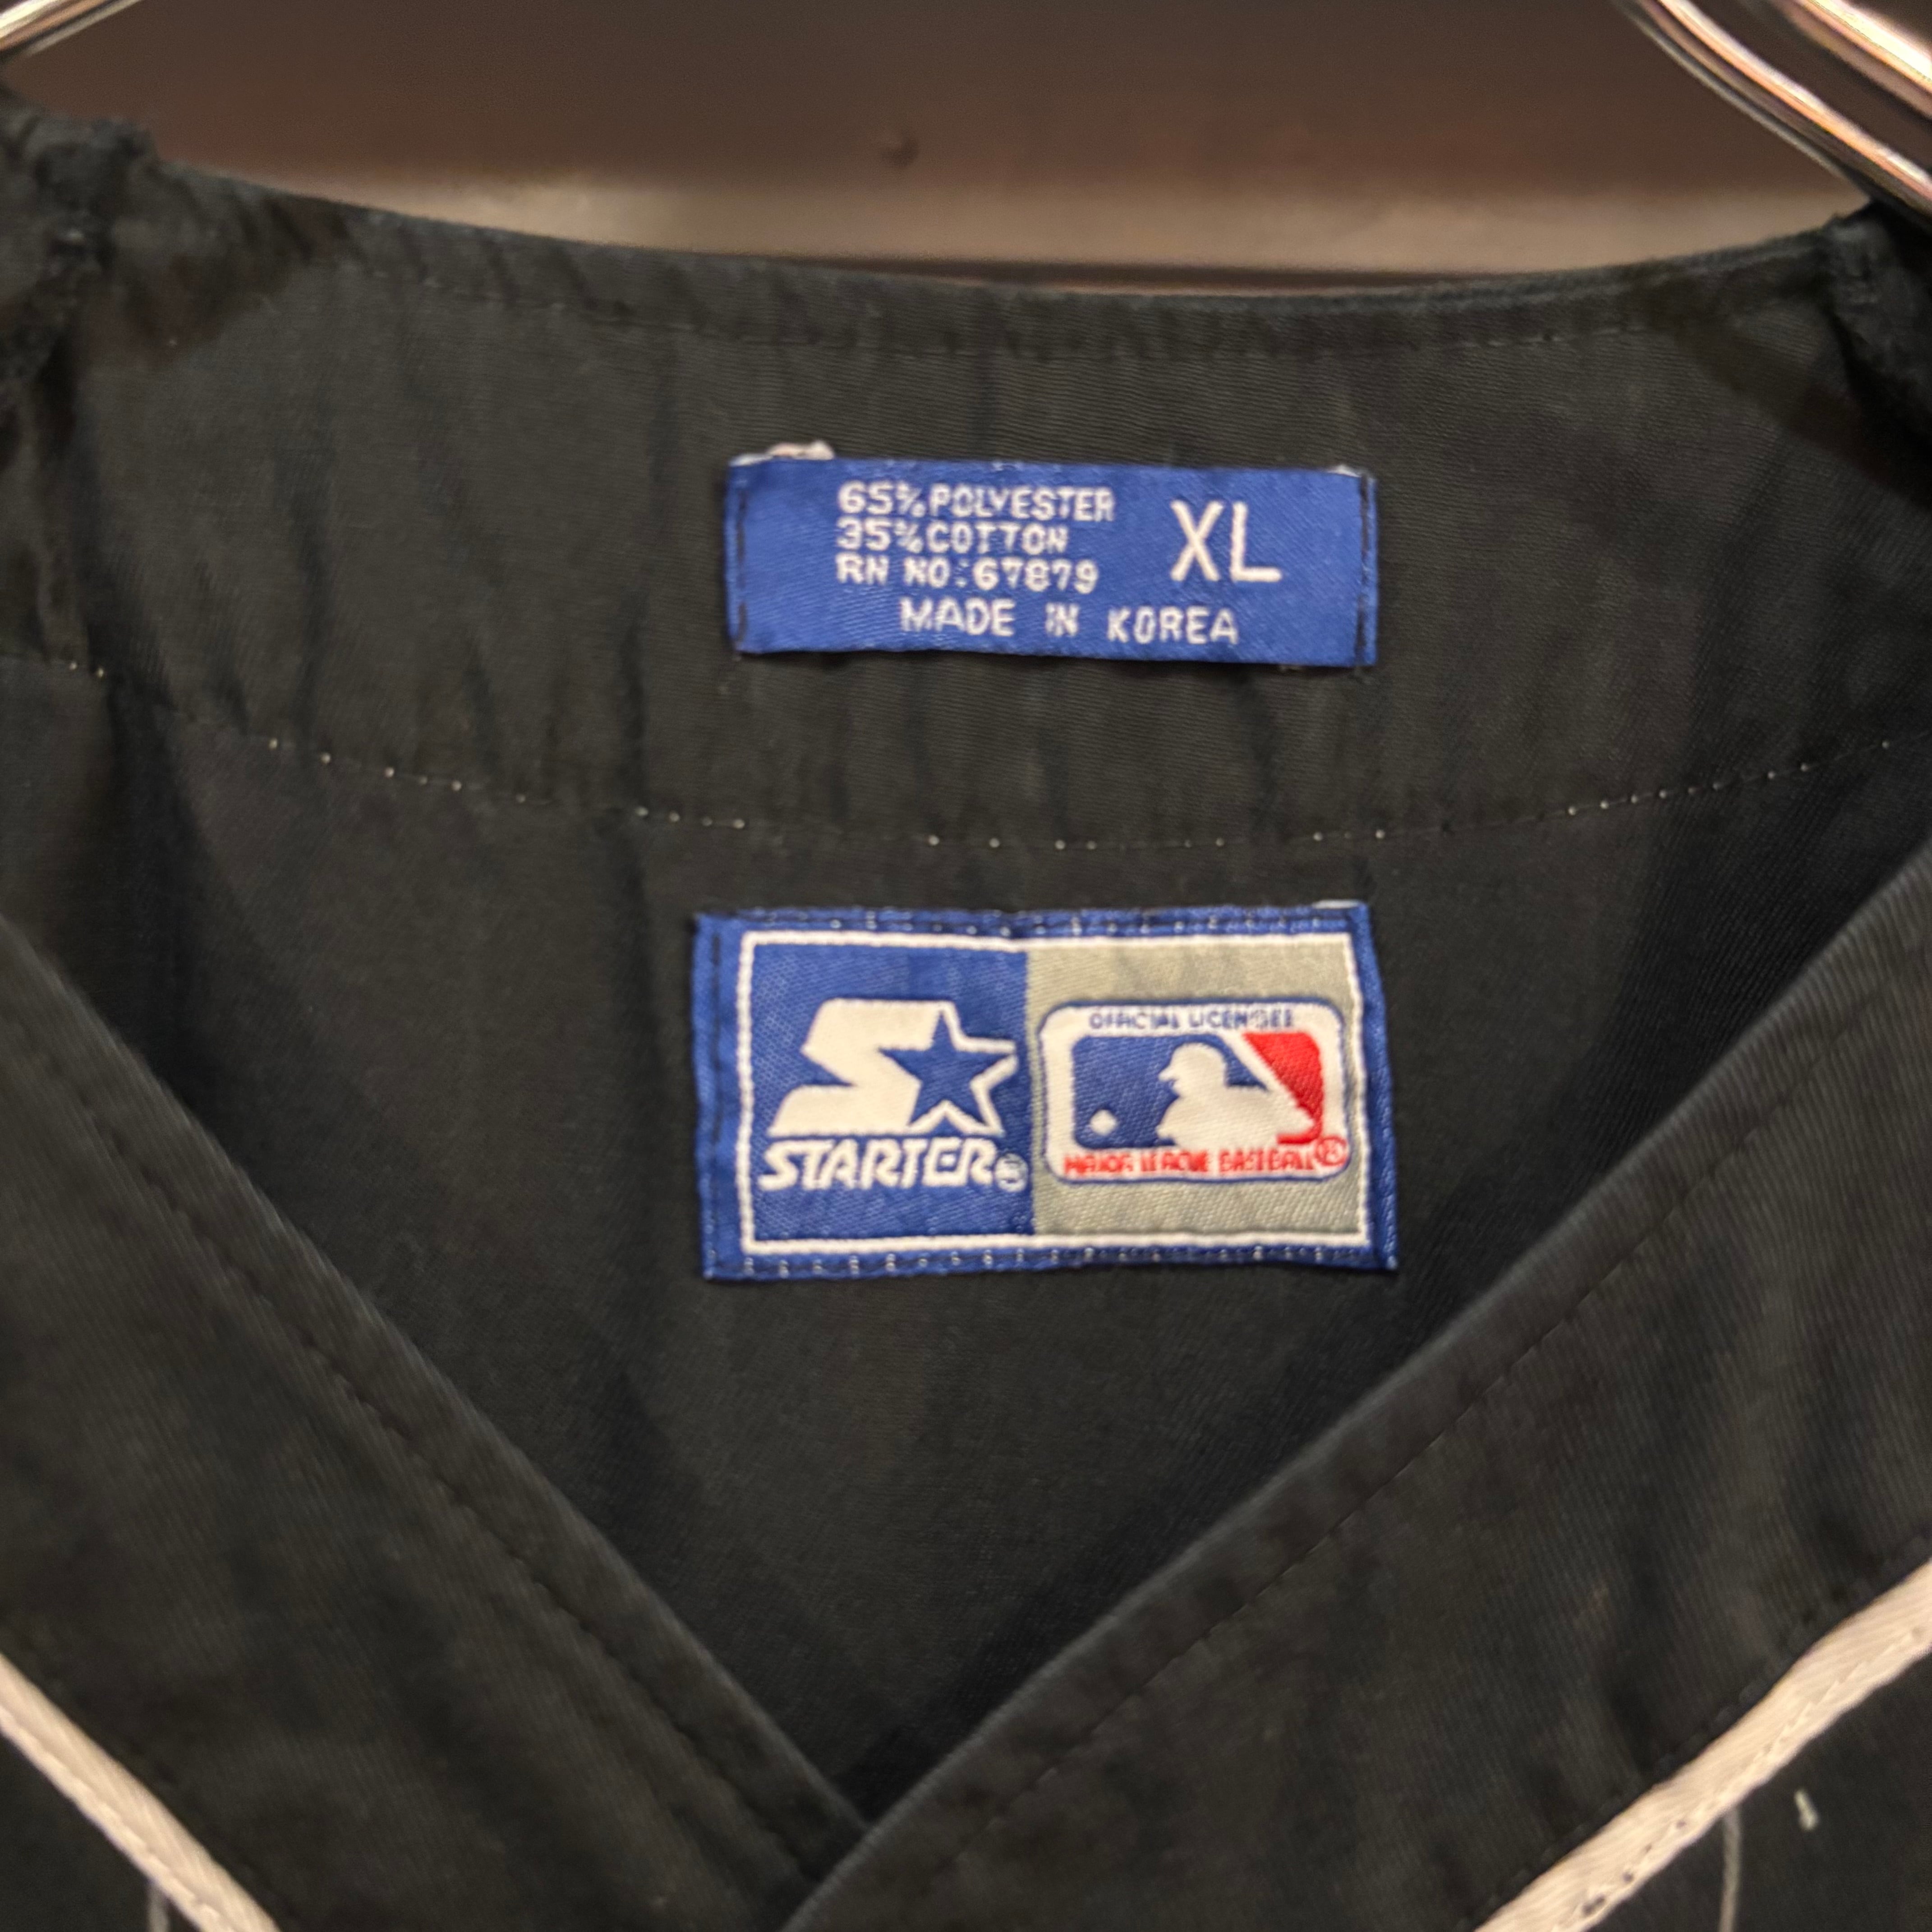 65% POLYESTER XL
35% COTTON
RN NO:67879
MADE IN KOREA
STARTER®
OFFICIAL LICENSEE
MAJOR LEAGUE BASEBALL®